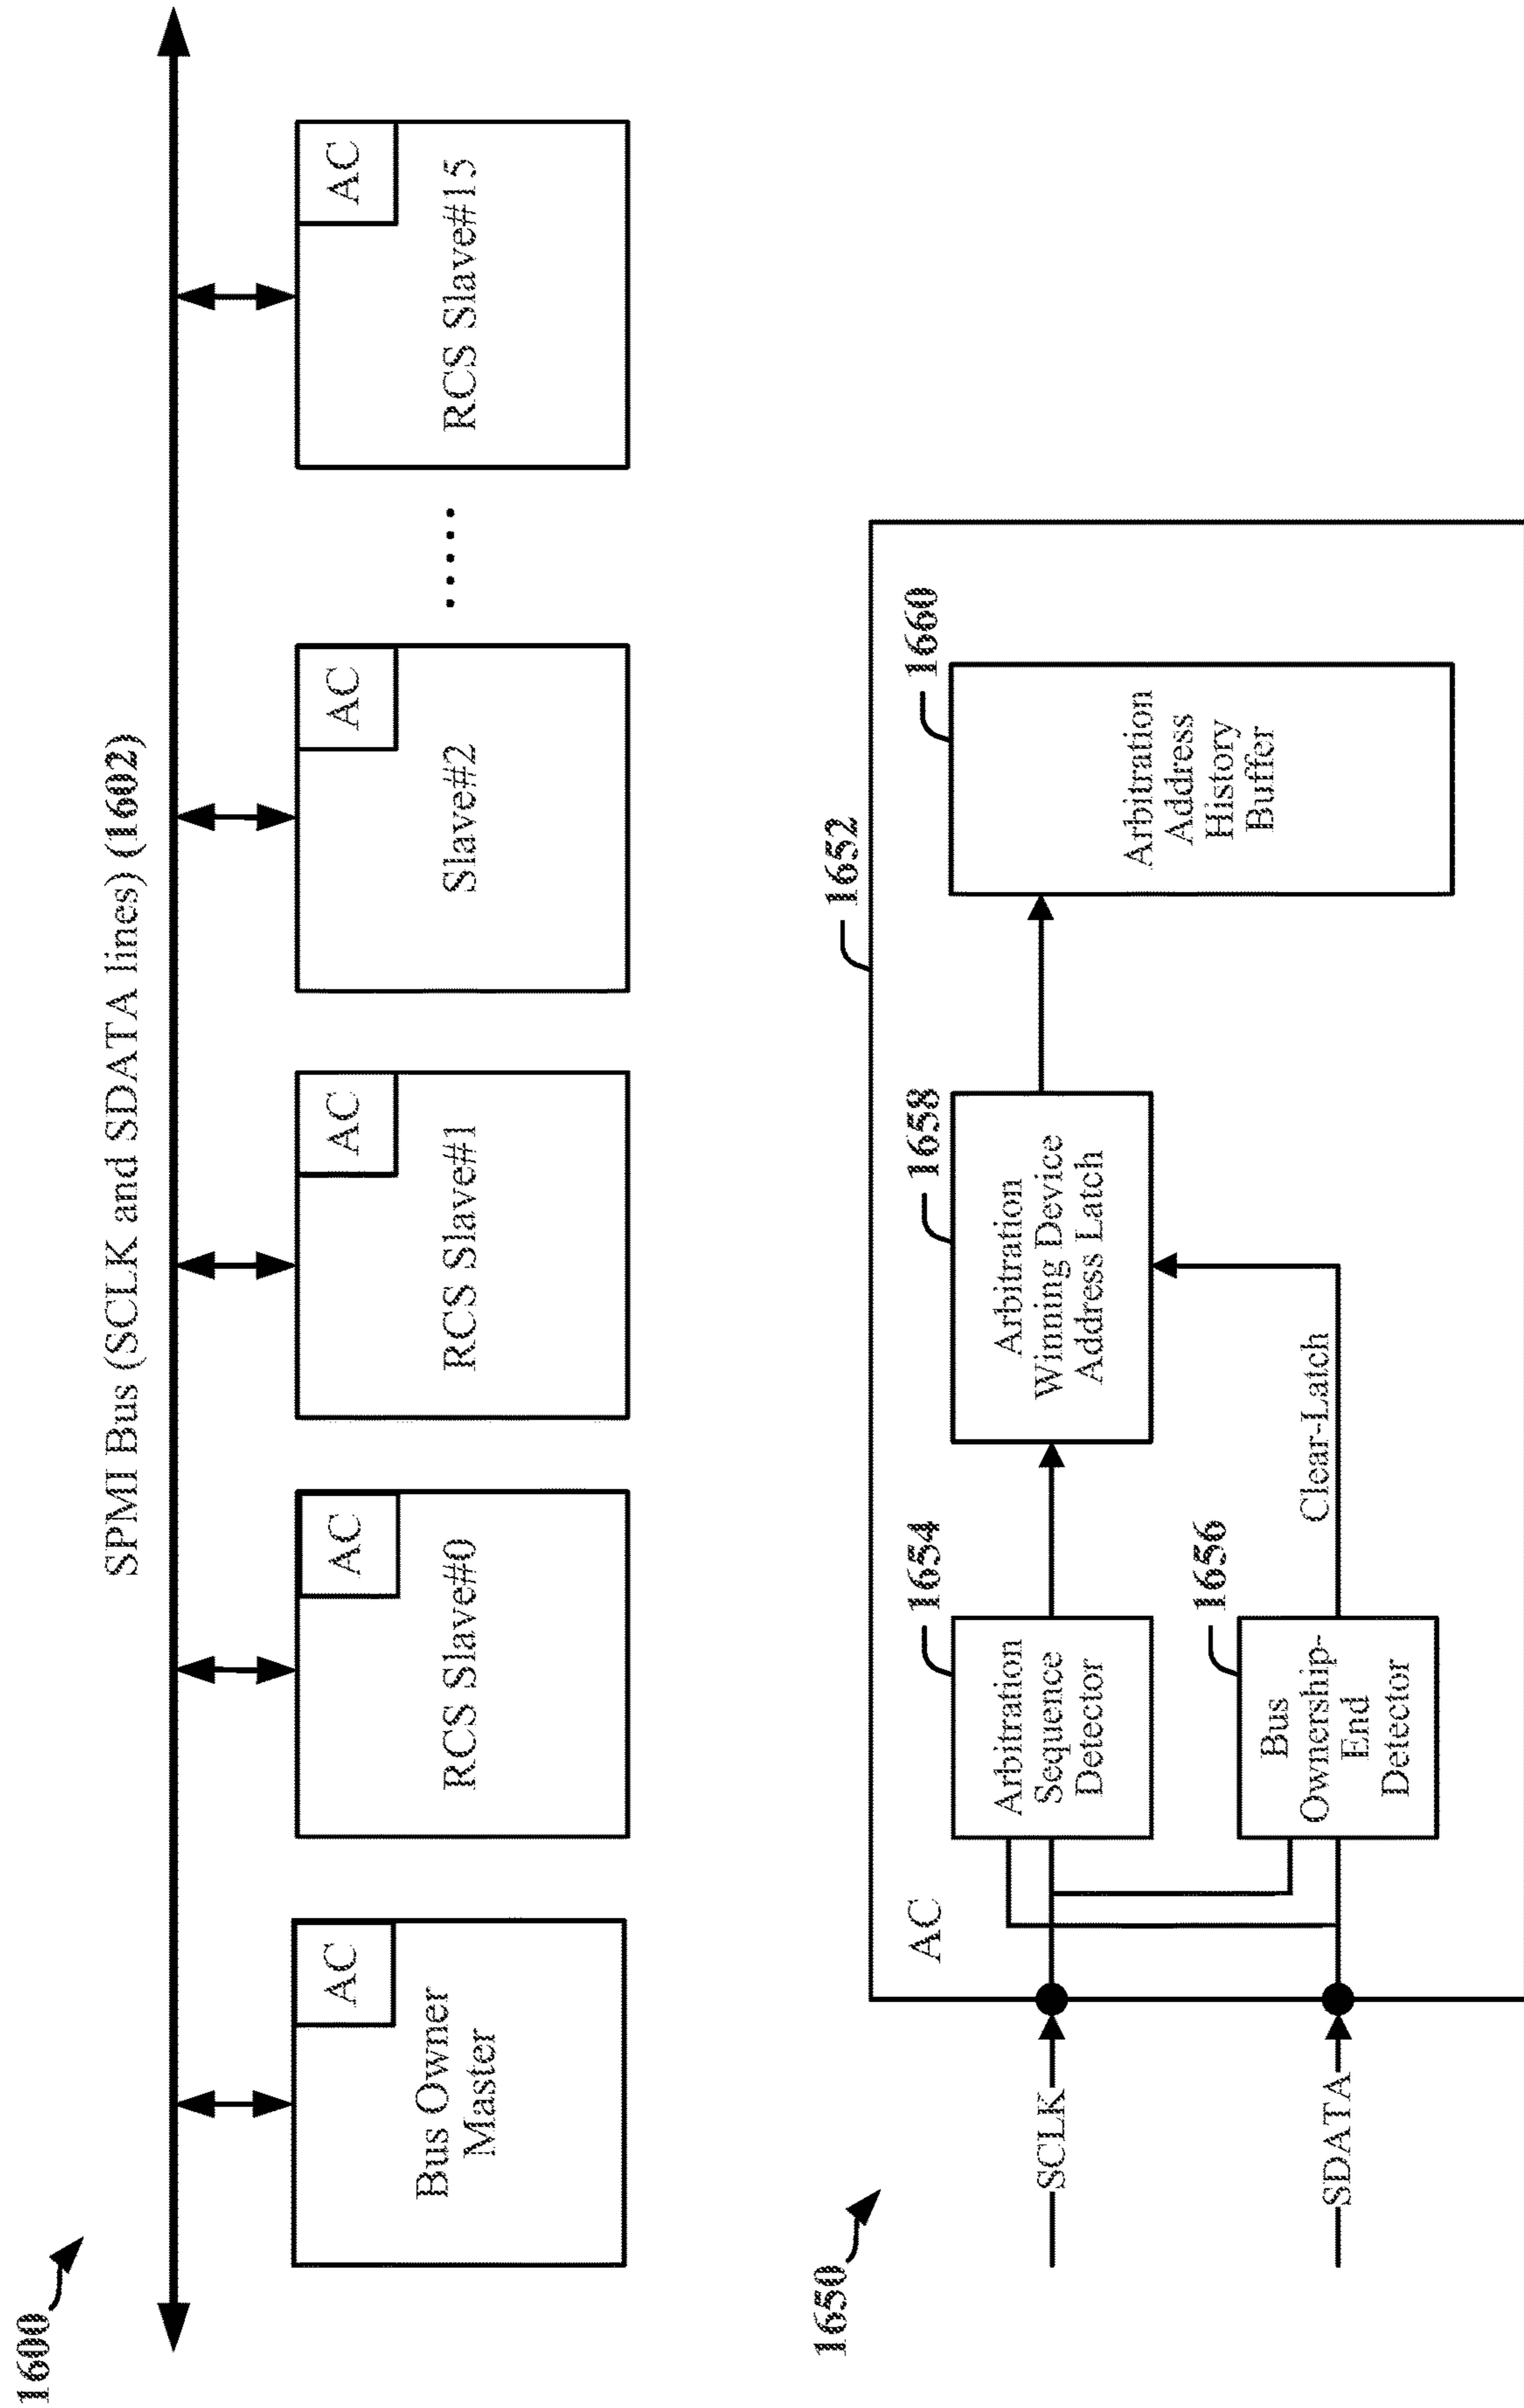 1600
SPMI Bus (SCLK and SDATA lines) (1602)
AC
Bus Owner
Master
AC
RCS Slave#0
AC
RCS Slave#1
AC
Slave#2
.....
AC
RCS Slave#15
1650
1652
AC
SCLK
SDATA
1654
Arbitration
Sequence
Detector
1656
Bus
Ownership-
End
Detector
Clear-Latch
1658
Arbitration
Winning Device
Address Latch
1660
Arbitration
Address
History
Buffer